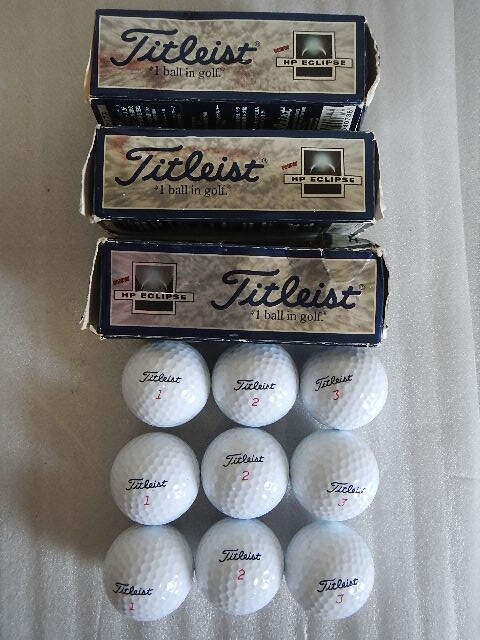 Titleist®
"1 ball in golf."
NEW
HP ECLIPSE
Titleist®
"1 ball in golf."
NEW
HP ECLIPSE
NEW
HP ECLIPSE
Titleist®
"1 ball in golf."
Titleist
1
Titleist
2
Titleist
3
Titleist
1
Titleist
2
Titleist
3
Titleist
1
Titleist
2
Titleist
3